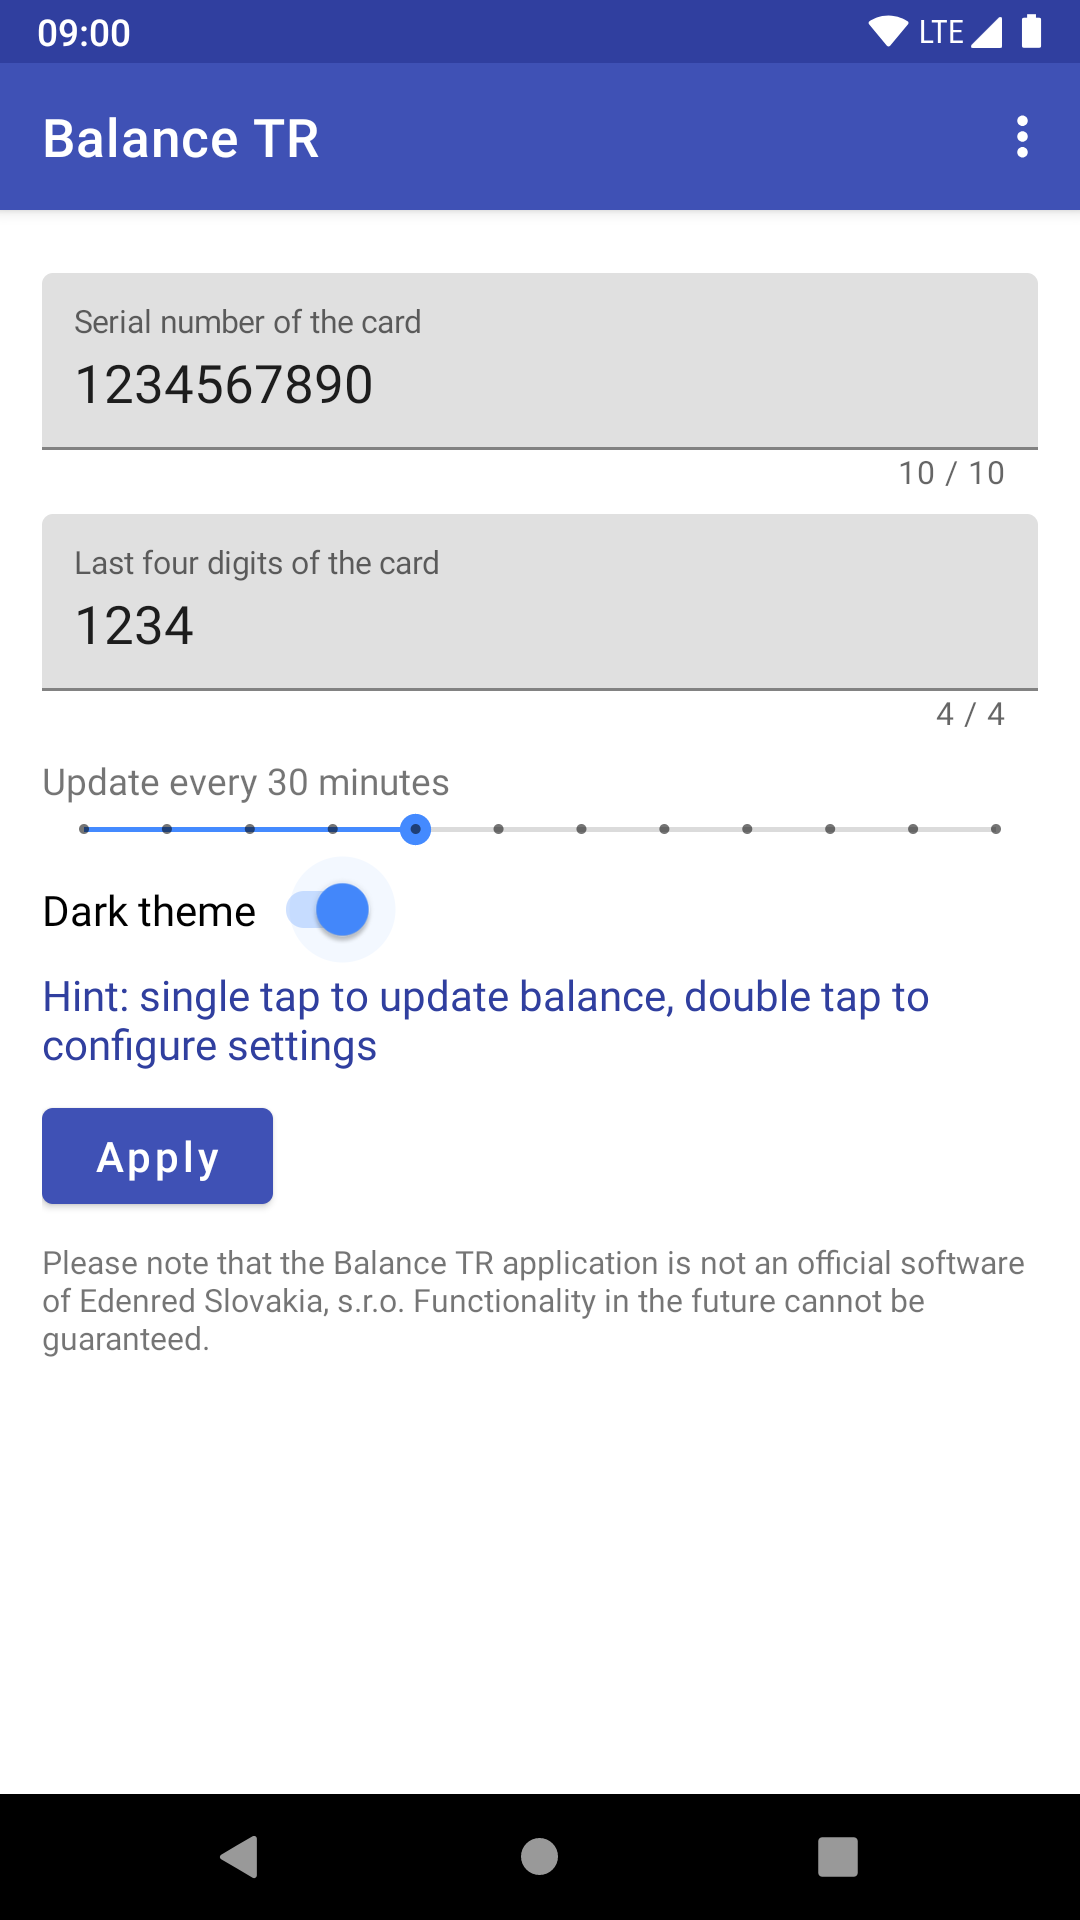 09:00
LTE
Balance TR
Serial number of the card
1234567890
10 / 10
Last four digits of the card
1234
4 / 4
Update every 30 minutes
Dark theme
Hint: single tap to update balance, double tap to
configure settings
Apply
Please note that the Balance TR application is not an official software
of Edenred Slovakia, s.r.o. Functionality in the future cannot be
guaranteed.